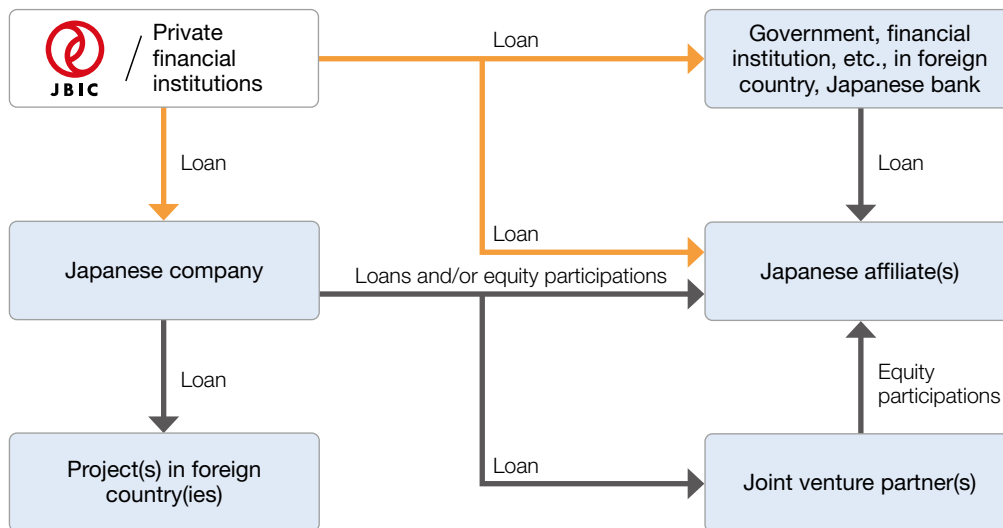 JBIC
/
Private
financial
institutions
Loan
Government, financial
institution, etc., in foreign
country, Japanese bank
Loan
Loan
Loan
Japanese company
Loans and/or equity participations
Japanese affiliate(s)
Loan
Equity
participations
Project(s) in foreign
country(ies)
Loan
Joint venture partner(s)